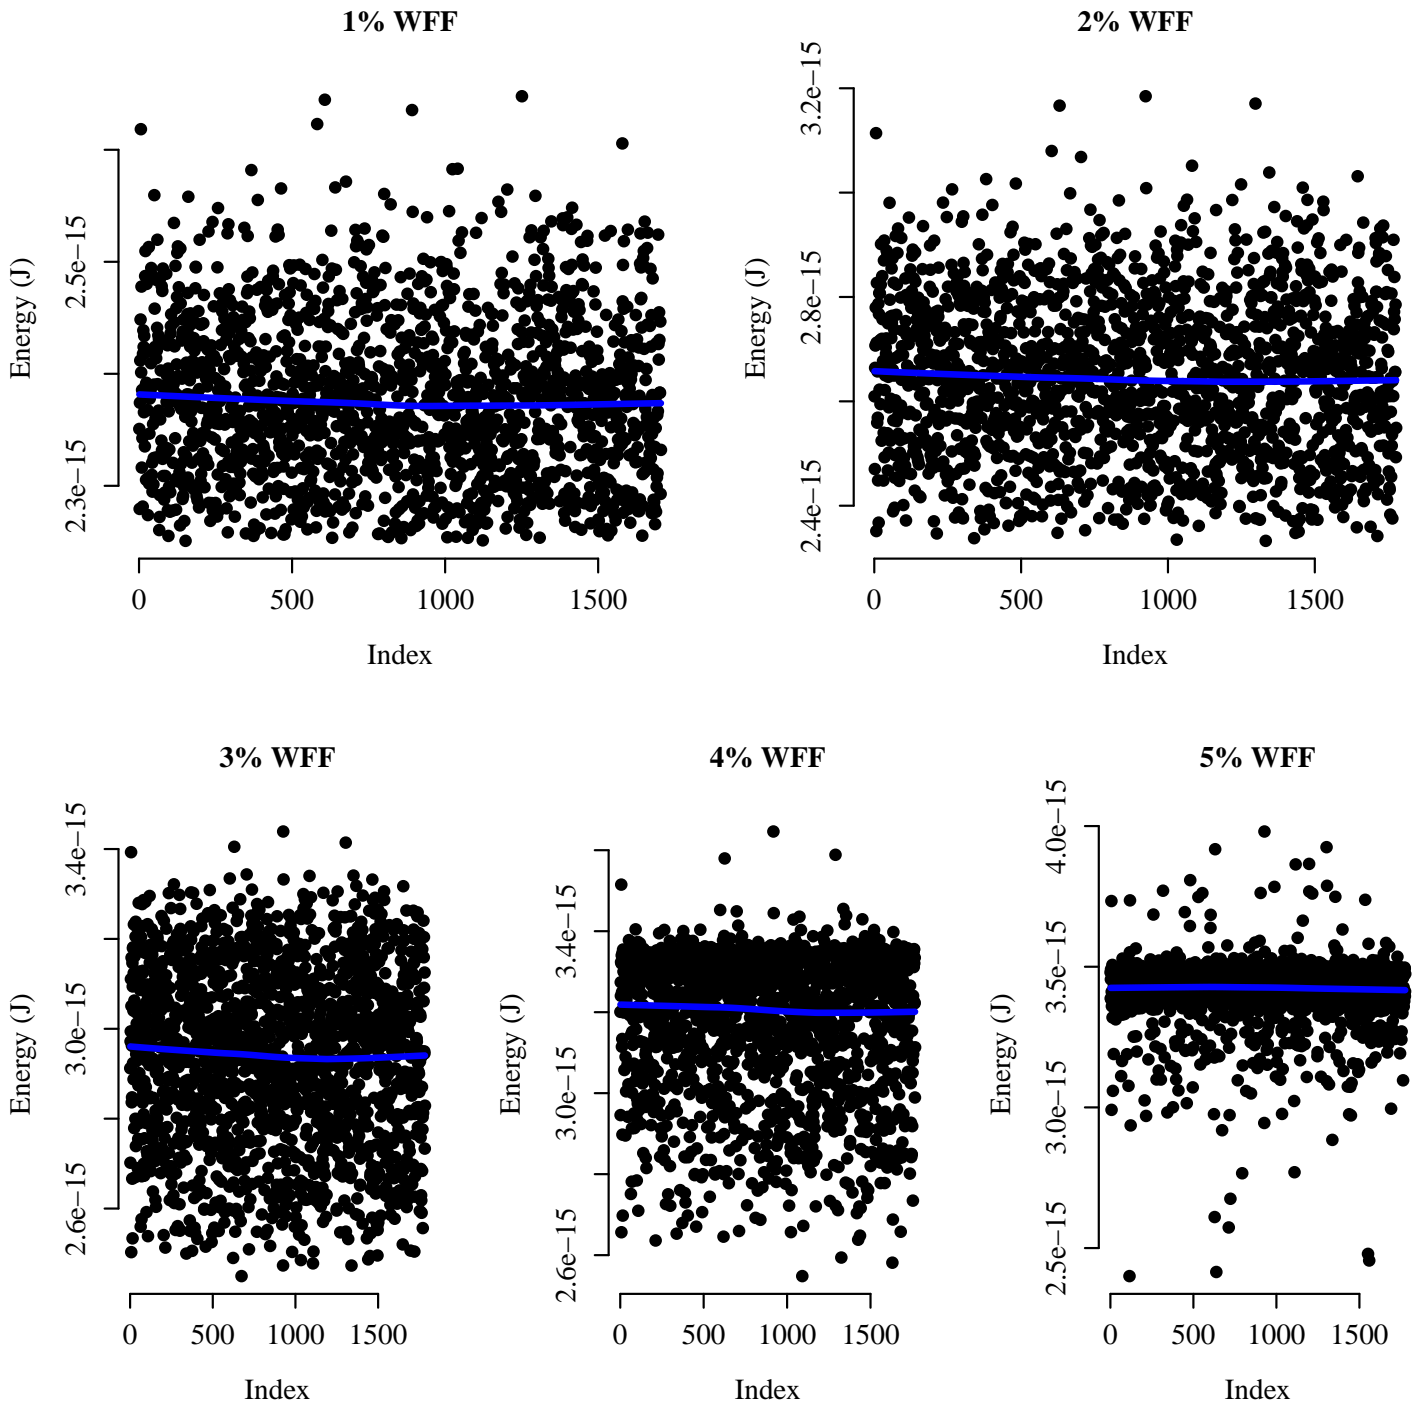 1% WFF
Energy (J)
2.3e−15
2.5e−15
0 500 1000 1500
Index
2% WFF
Energy (J)
2.4e−15
2.8e−15
3.2e−15
0 500 1000 1500
Index
3% WFF
Energy (J)
2.6e−15
3.0e−15
3.4e−15
0 500 1000 1500
Index
4% WFF
Energy (J)
2.6e−15
3.0e−15
3.4e−15
0 500 1000 1500
Index
5% WFF
Energy (J)
2.5e−15
3.0e−15
3.5e−15
4.0e−15
0 500 1000 1500
Index